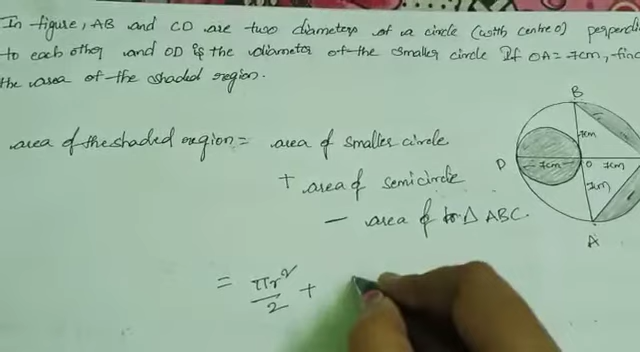 In figure, AB and CD are two diameters of a circle (with centre O) perpendi
to each other and OD is the diameter of the smaller circle If OA = 7cm, find
the area of the shaded region.
B
7cm
D
7cm
O
7cm
7cm
A
area of the shaded region = area of smaller circle
+ area of semicircle
- area of Δ ABC.
= πr²/2 +